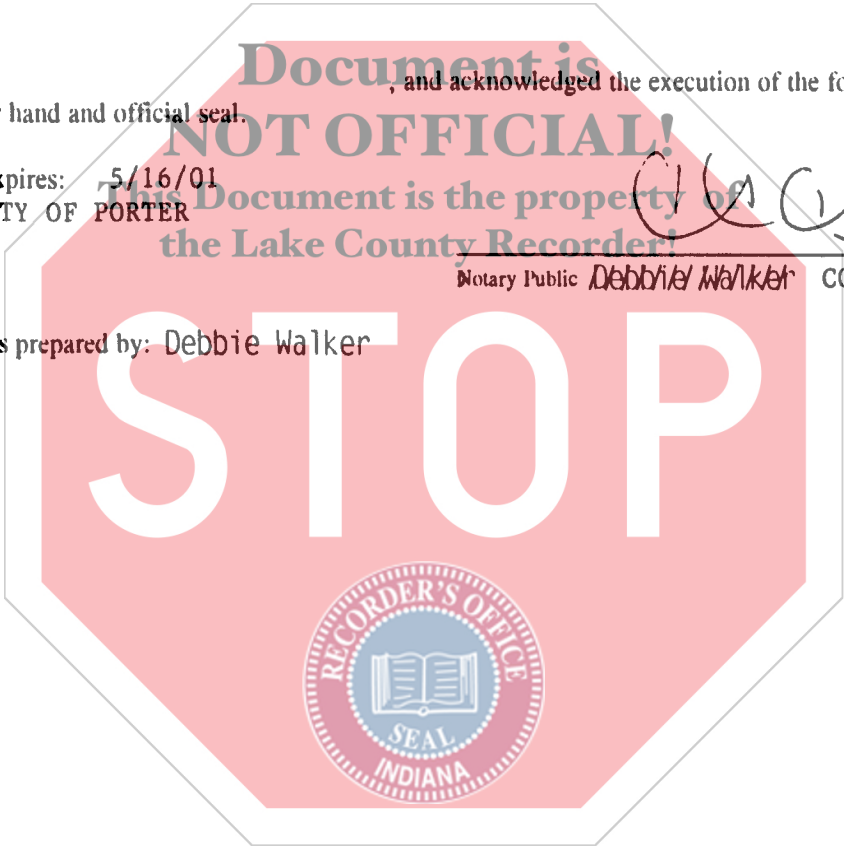 Document is
, and acknowledged the execution of the fo
hand and official seal.
NOT OFFICIAL!
xpires: 5/16/01
This Document is the property of
TY OF PORTER
the Lake County Recorder!
Notary Public Debbie Walker CO
s prepared by: Debbie Walker
STOP
RECORDER'S OFFICE
SEAL
INDIANA